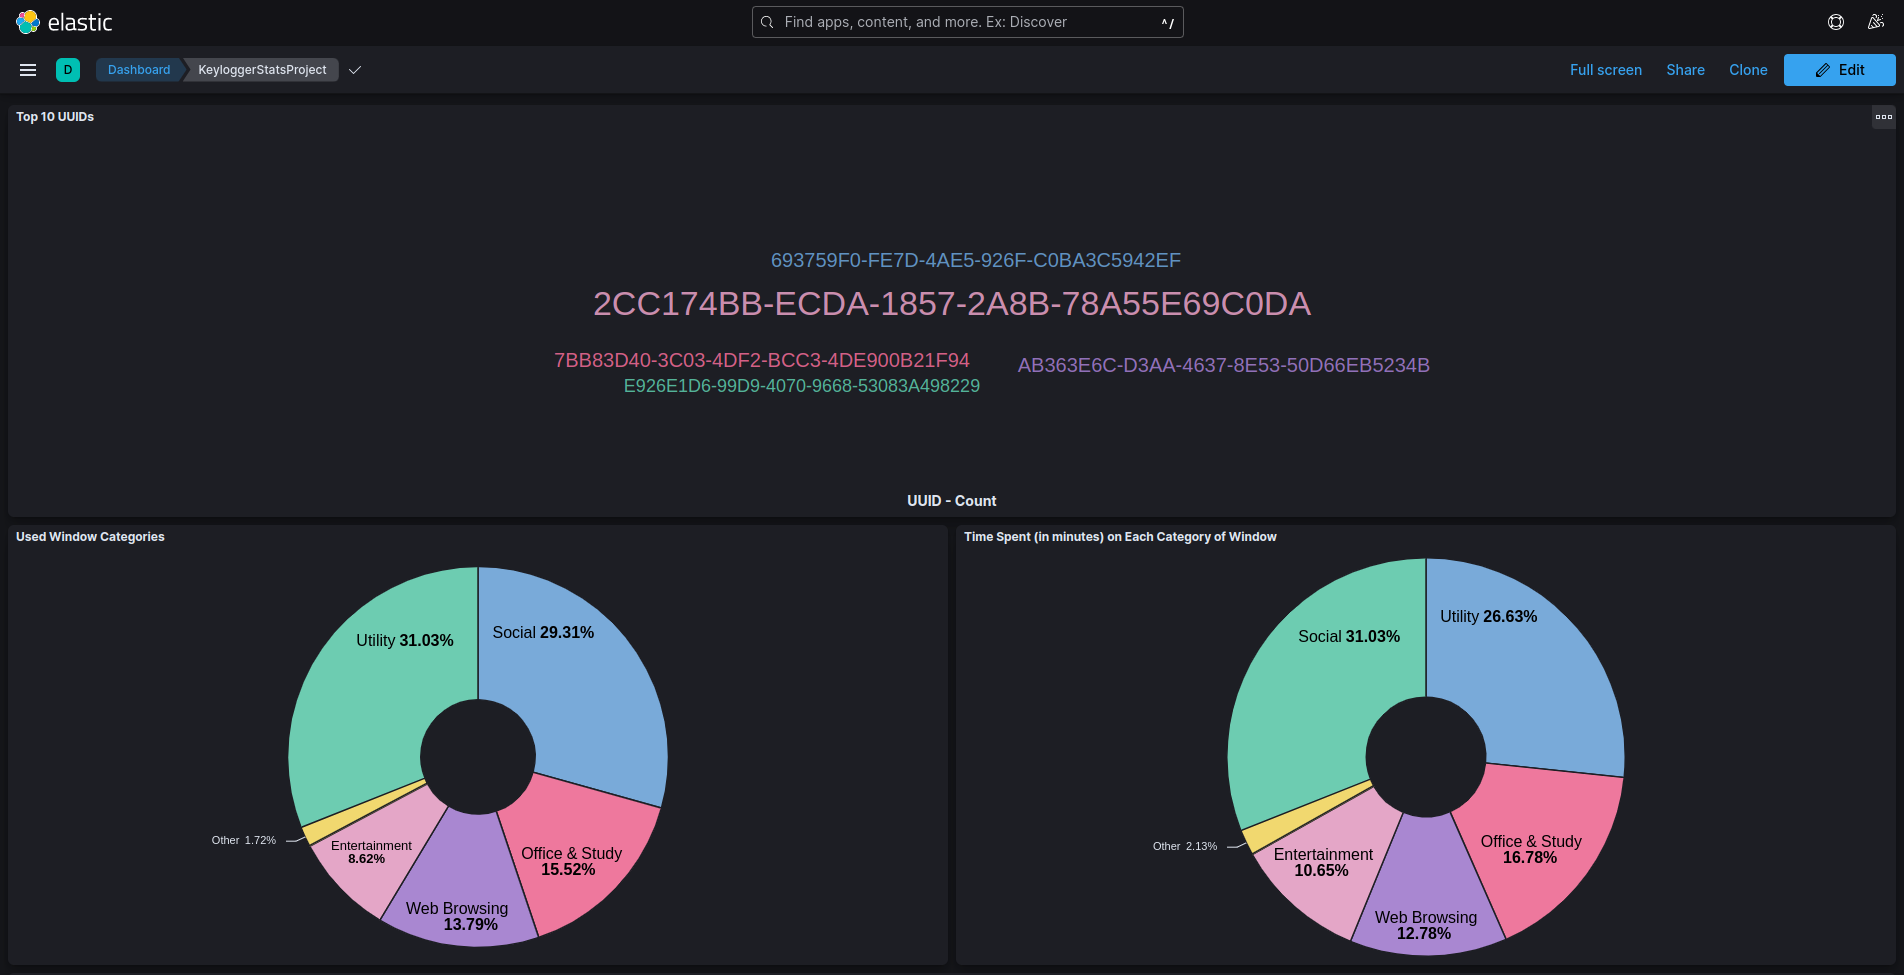 elastic
Find apps, content, and more. Ex: Discover ^/
D Dashboard KeyloggerStatsProject Full screen Share Clone Edit
Top 10 UUIDs
693759F0-FE7D-4AE5-926F-C0BA3C5942EF
2CC174BB-ECDA-1857-2A8B-78A55E69C0DA
7BB83D40-3C03-4DF2-BCC3-4DE900B21F94
AB363E6C-D3AA-4637-8E53-50D66EB5234B
E926E1D6-99D9-4070-9668-53083A498229
UUID - Count
Used Window Categories
Social 29.31%
Utility 31.03%
Other 1.72%
Entertainment
8.62%
Office & Study
15.52%
Web Browsing
13.79%
Time Spent (in minutes) on Each Category of Window
Utility 26.63%
Social 31.03%
Office & Study
16.78%
Other 2.13%
Entertainment
10.65%
Web Browsing
12.78%